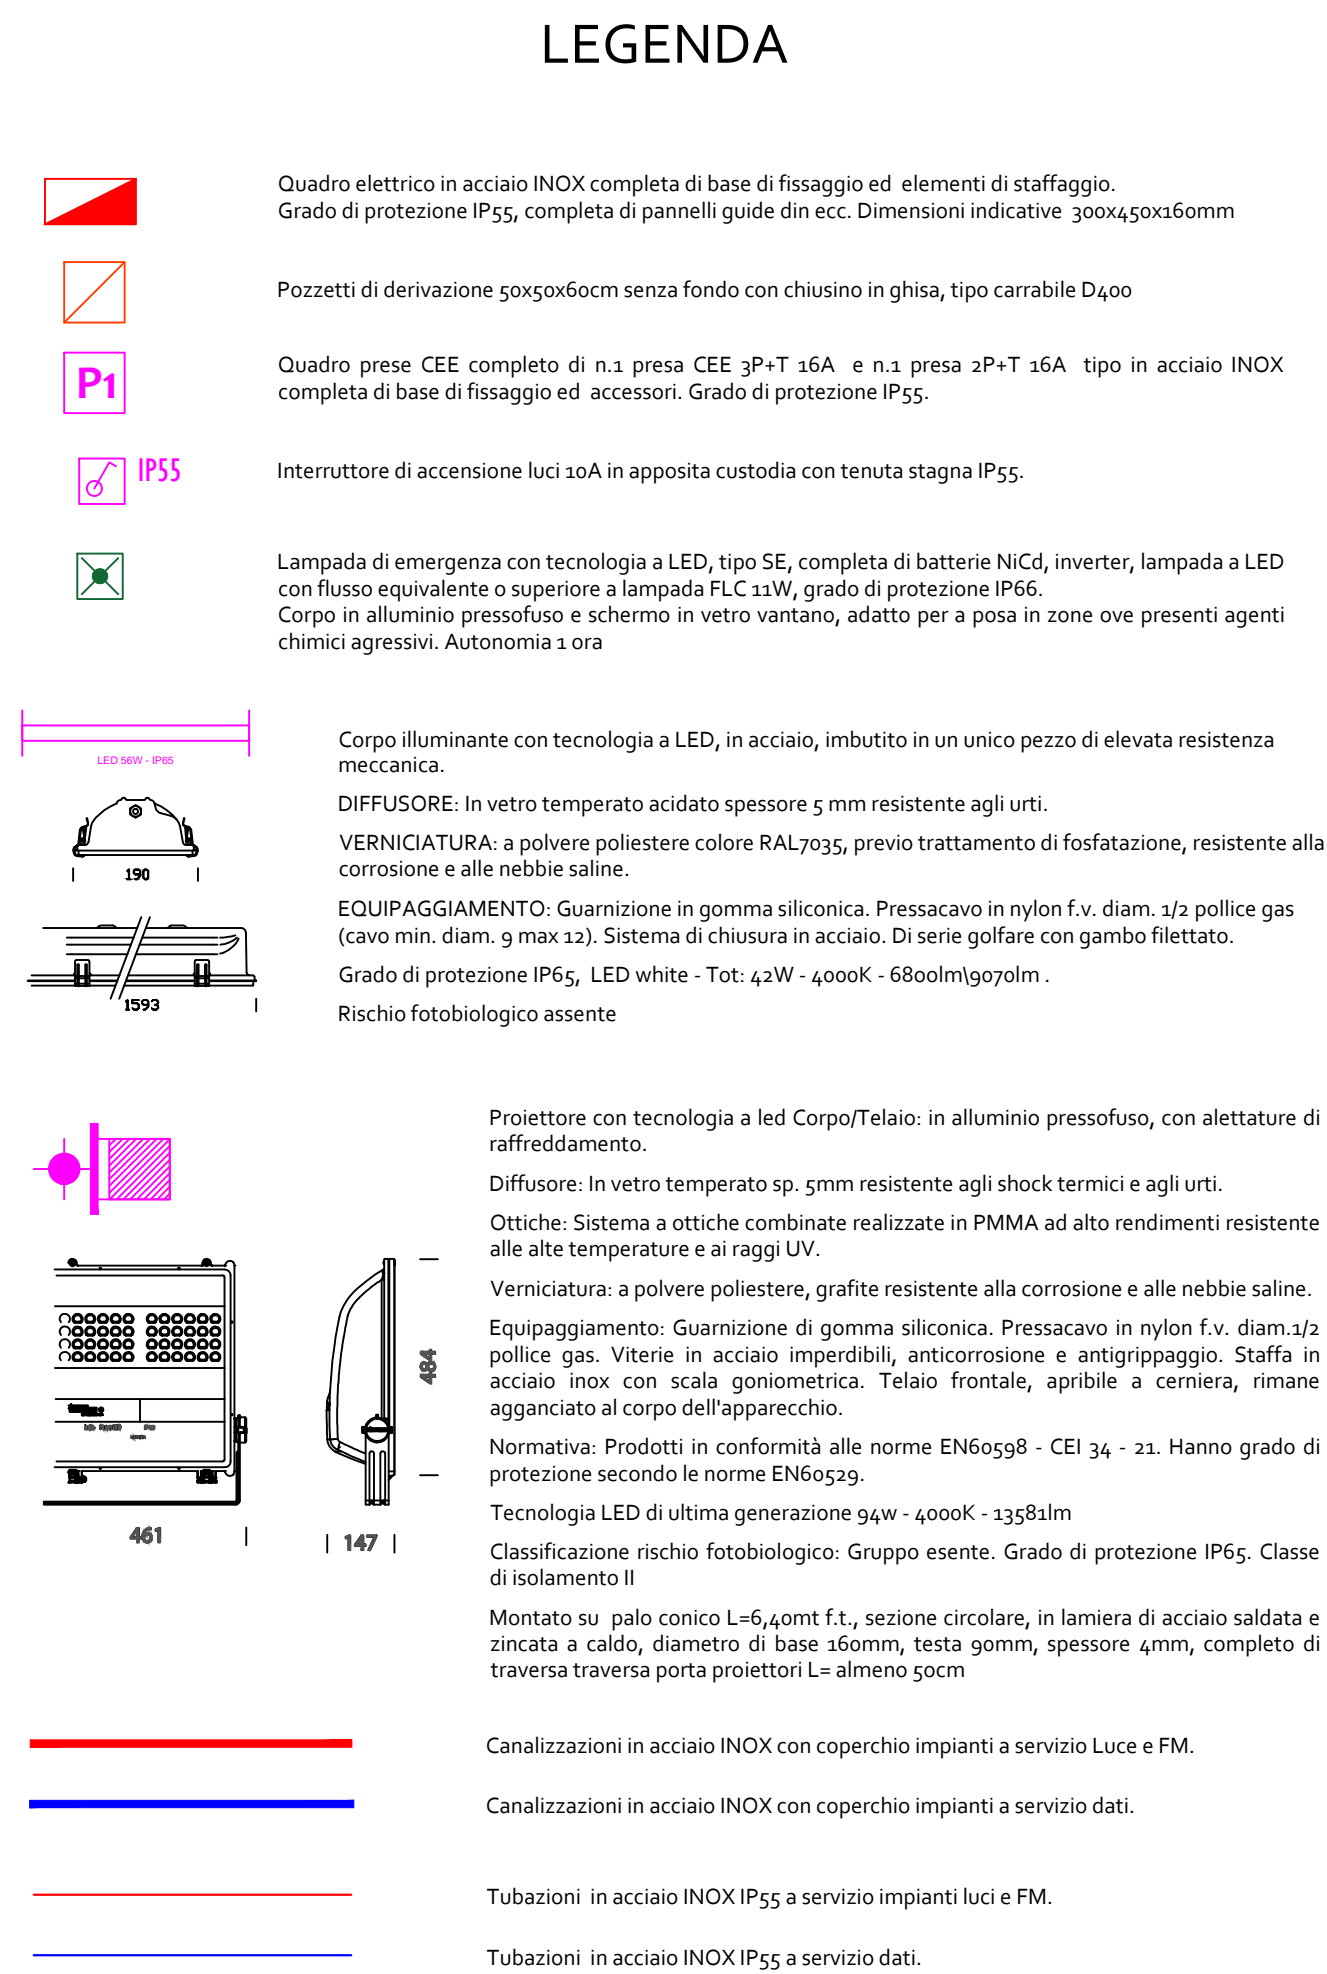 LEGENDA
Quadro elettrico in acciaio INOX completa di base di fissaggio ed elementi di staffaggio.
Grado di protezione IP55, completa di pannelli guide din ecc. Dimensioni indicative 300x450x160mm
Pozzetti di derivazione 50x50x60cm senza fondo con chiusino in ghisa, tipo carrabile D400
P1
Quadro prese CEE completo di n.1 presa CEE 3P+T 16A e n.1 presa 2P+T 16A tipo in acciaio INOX
completa di base di fissaggio ed accessori. Grado di protezione IP55.
IP55
Interruttore di accensione luci 10A in apposita custodia con tenuta stagna IP55.
Lampada di emergenza con tecnologia a LED, tipo SE, completa di batterie NiCd, inverter, lampada a LED
con flusso equivalente o superiore a lampada FLC 11W, grado di protezione IP66.
Corpo in alluminio pressofuso e schermo in vetro vantano, adatto per a posa in zone ove presenti agenti
chimici agressivi. Autonomia 1 ora
LED 56W - IP65
Corpo illuminante con tecnologia a LED, in acciaio, imbutito in un unico pezzo di elevata resistenza
meccanica.
DIFFUSORE: In vetro temperato acidato spessore 5 mm resistente agli urti.
VERNICIATURA: a polvere poliestere colore RAL7035, previo trattamento di fosfatazione, resistente alla
corrosione e alle nebbie saline.
190
EQUIPAGGIAMENTO: Guarnizione in gomma siliconica. Pressacavo in nylon f.v. diam. 1/2 pollice gas
(cavo min. diam. 9 max 12). Sistema di chiusura in acciaio. Di serie golfare con gambo filettato.
Grado di protezione IP65, LED white - Tot: 42W - 4000K - 6800lm\9070lm .
1593
Rischio fotobiologico assente
Proiettore con tecnologia a led Corpo/Telaio: in alluminio pressofuso, con alettature di
raffreddamento.
Diffusore: In vetro temperato sp. 5mm resistente agli shock termici e agli urti.
Ottiche: Sistema a ottiche combinate realizzate in PMMA ad alto rendimenti resistente
alle alte temperature e ai raggi UV.
Verniciatura: a polvere poliestere, grafite resistente alla corrosione e alle nebbie saline.
Equipaggiamento: Guarnizione di gomma siliconica. Pressacavo in nylon f.v. diam.1/2
pollice gas. Viterie in acciaio imperdibili, anticorrosione e antigrippaggio. Staffa in
acciaio inox con scala goniometrica. Telaio frontale, apribile a cerniera, rimane
agganciato al corpo dell'apparecchio.
484
Normativa: Prodotti in conformità alle norme EN60598 - CEI 34 - 21. Hanno grado di
protezione secondo le norme EN60529.
Tecnologia LED di ultima generazione 94w - 4000K - 13581lm
461
147
Classificazione rischio fotobiologico: Gruppo esente. Grado di protezione IP65. Classe
di isolamento II
Montato su palo conico L=6,40mt f.t., sezione circolare, in lamiera di acciaio saldata e
zincata a caldo, diametro di base 160mm, testa 90mm, spessore 4mm, completo di
traversa traversa porta proiettori L= almeno 50cm
Canalizzazioni in acciaio INOX con coperchio impianti a servizio Luce e FM.
Canalizzazioni in acciaio INOX con coperchio impianti a servizio dati.
Tubazioni in acciaio INOX IP55 a servizio impianti luci e FM.
Tubazioni in acciaio INOX IP55 a servizio dati.